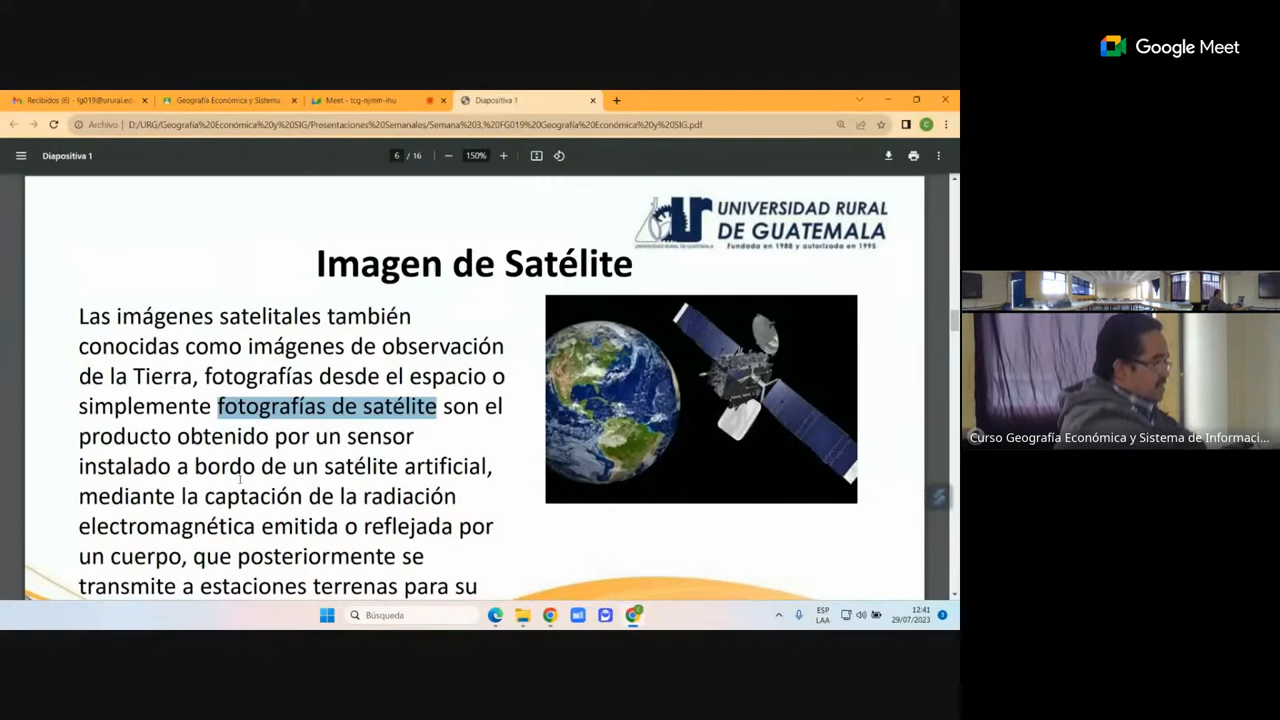 Google Meet
Recibidos (6) - fg019@urural.ed
Geografía Económica y Sistema
Meet - tcg-njmm-ihu
Diapositiva 1
Archivo
D:/URG/Geografía%20Económica%20y%20SIG/Presentaciones%20Semanales/Semana%203,%20FG019%20Geografía%20Económica%20y%20SIG.pdf
Diapositiva 1
6 / 16
150%
UNIVERSIDAD RURAL
DE GUATEMALA
Fundada en 1988 y autorizada en 1995
UNIVERSIDAD RURAL DE GUATEMALA
Imagen de Satélite
Las imágenes satelitales también
conocidas como imágenes de observación
de la Tierra, fotografías desde el espacio o
simplemente fotografías de satélite son el
producto obtenido por un sensor
instalado a bordo de un satélite artificial,
mediante la captación de la radiación
electromagnética emitida o reflejada por
un cuerpo, que posteriormente se
transmite a estaciones terrenas para su
Curso Geografía Económica y Sistema de Informaci...
Búsqueda
ESP
LAA
12:41
29/07/2023